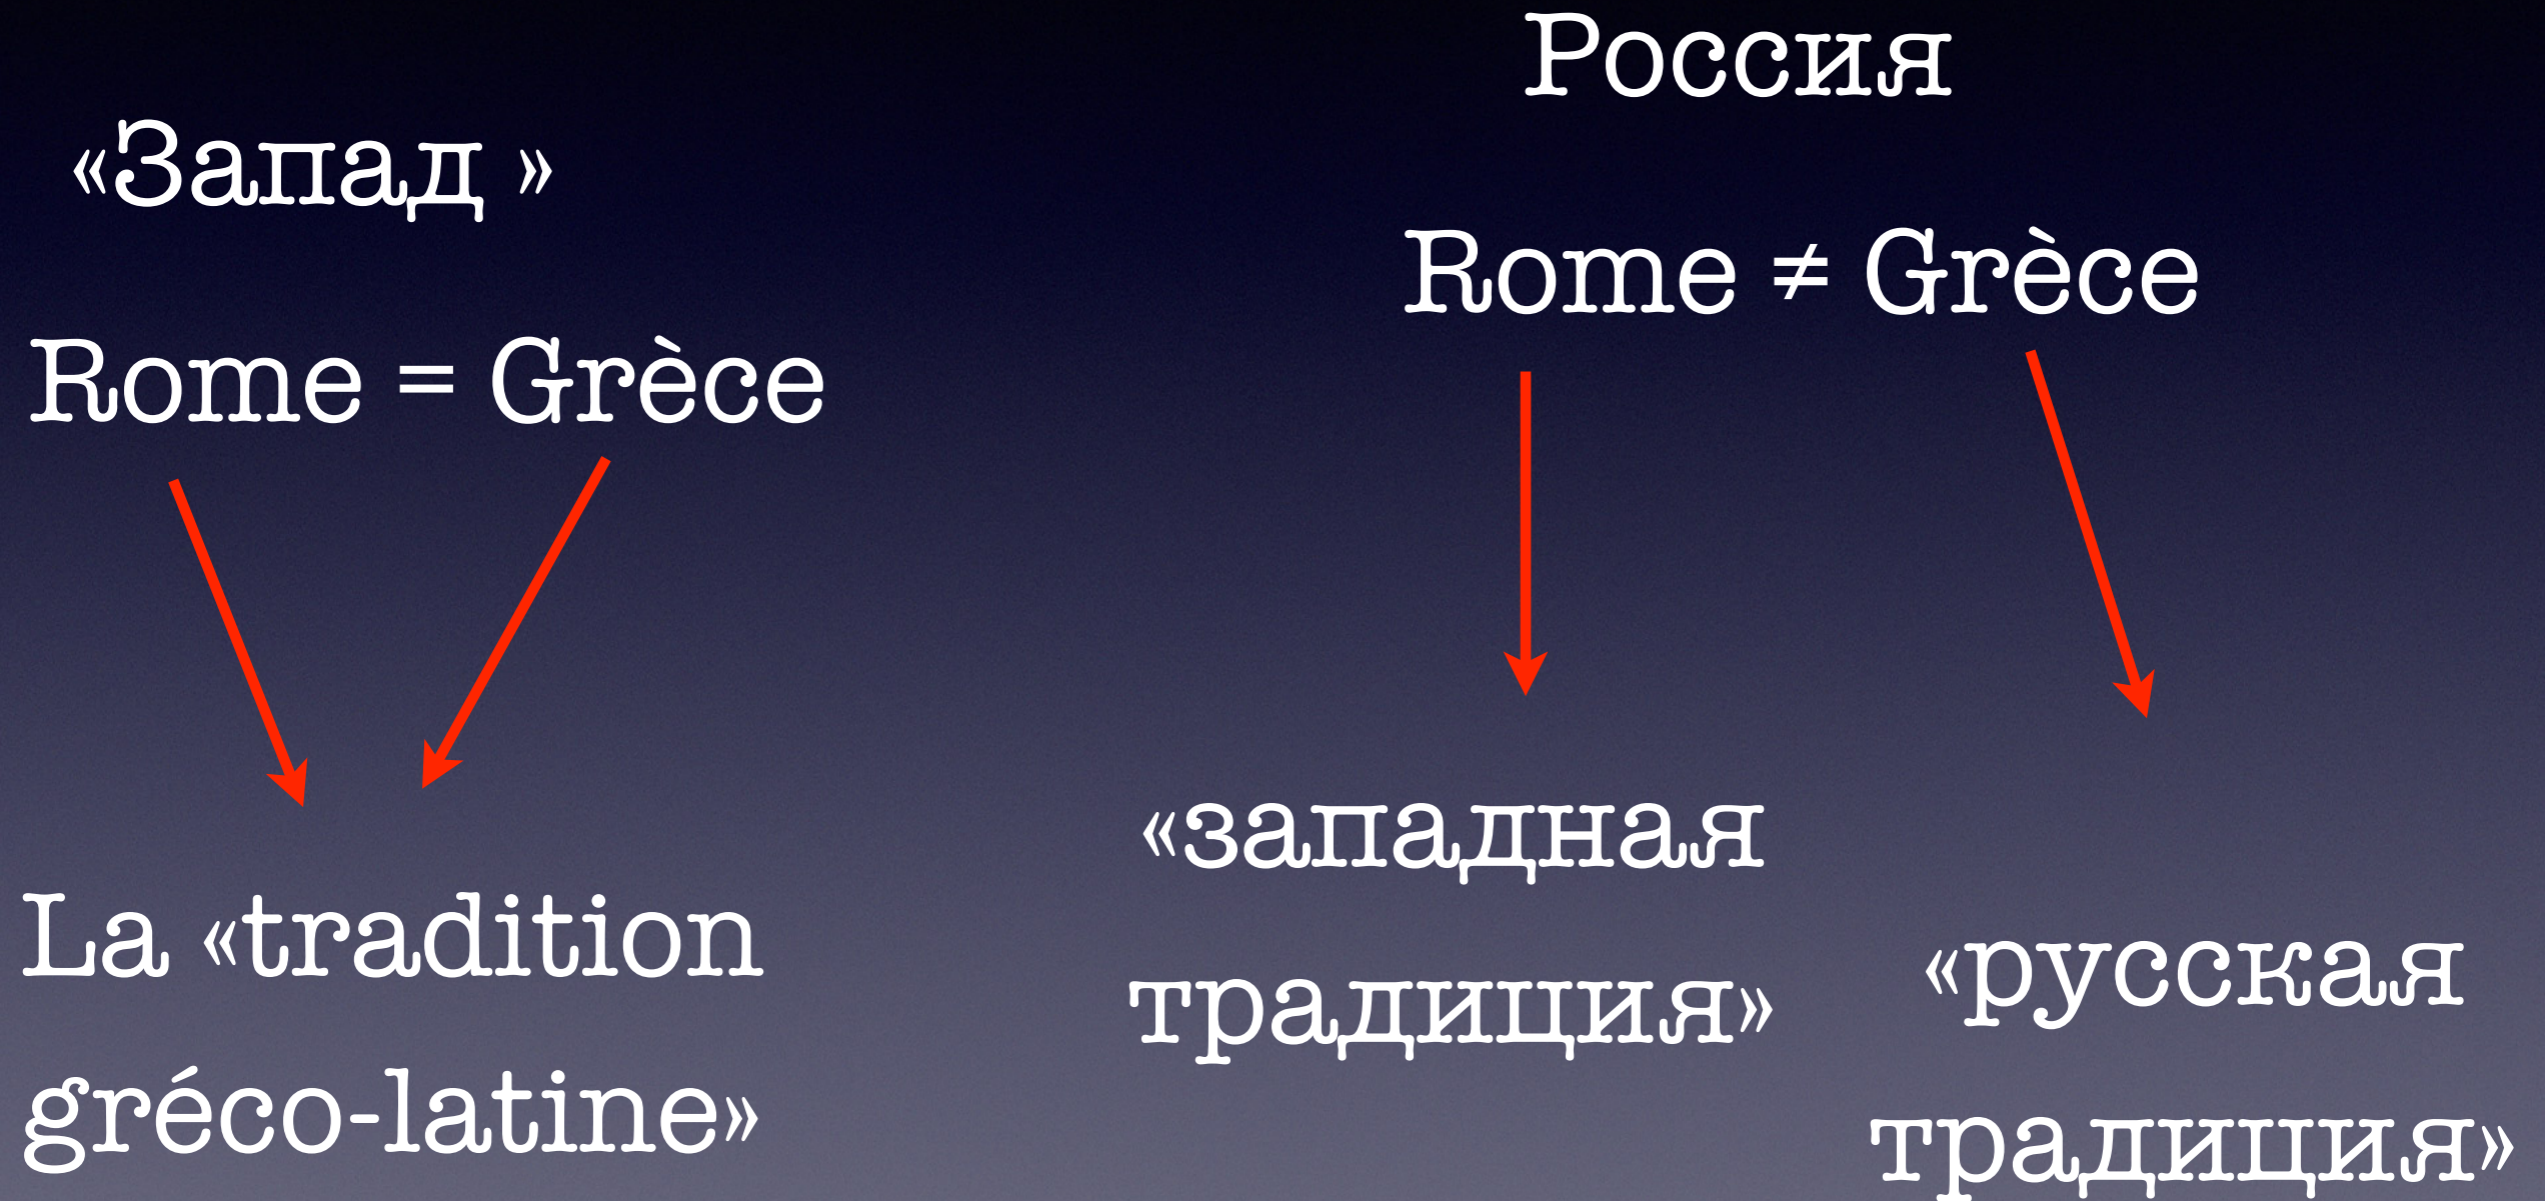 «Запад »
Rome = Grèce
La «tradition
gréco-latine»
Россия
Rome ≠ Grèce
«западная
традиция»
«русская
традиция»